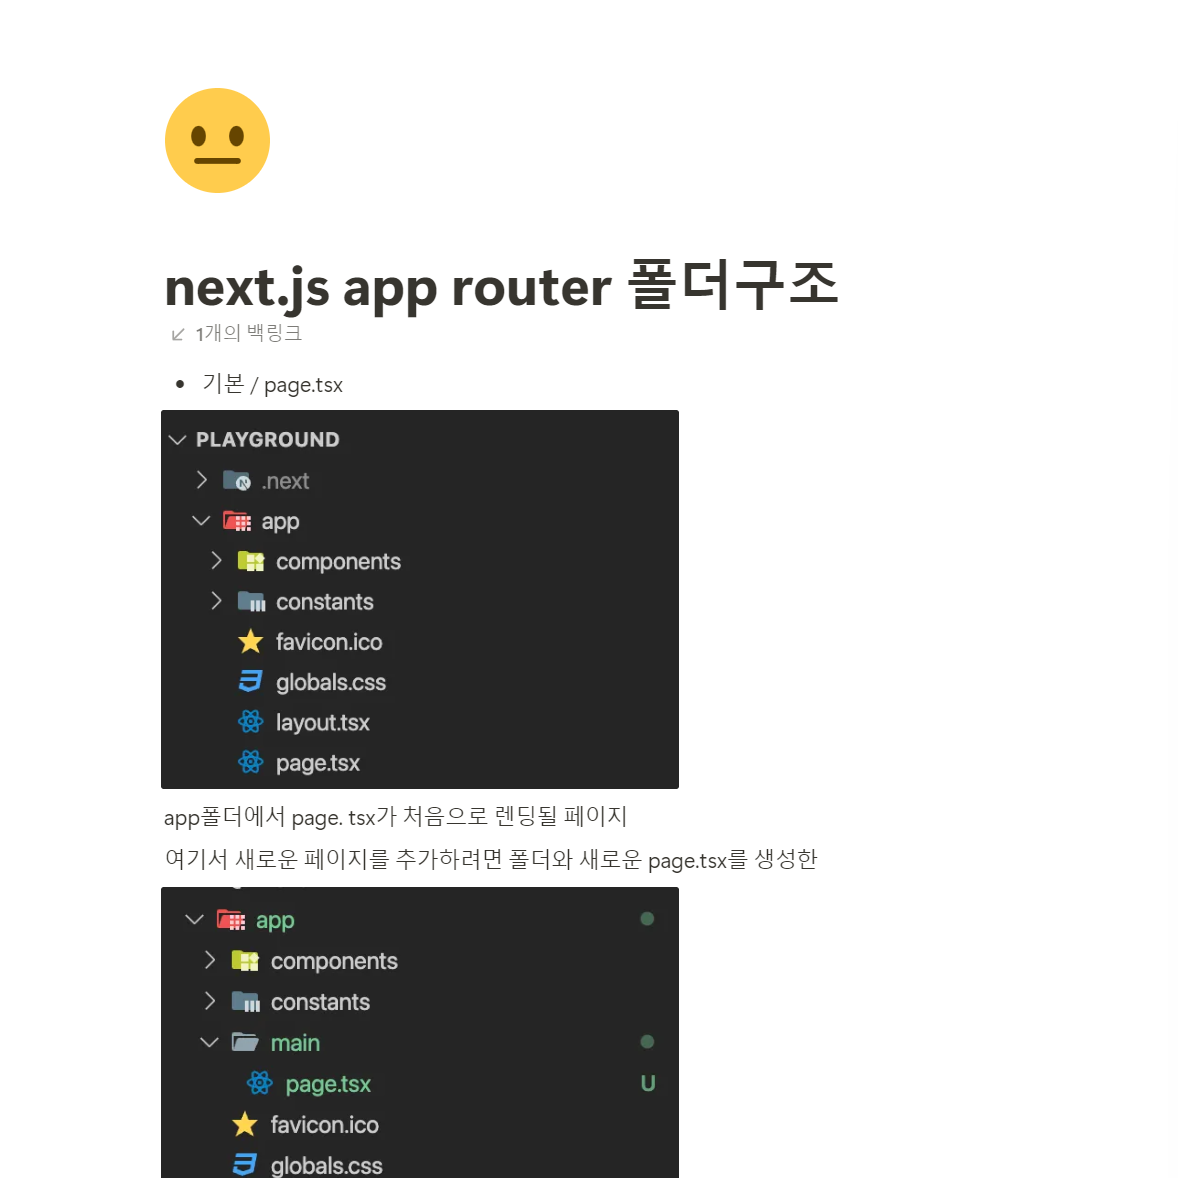 next.js app router 폴더구조
1개의 백링크
기본 / page.tsx
PLAYGROUND
.next
app
components
constants
favicon.ico
globals.css
layout.tsx
page.tsx
app폴더에서 page. tsx가 처음으로 렌딩될 페이지
여기서 새로운 페이지를 추가하려면 폴더와 새로운 page.tsx를 생성한
app
components
constants
main
page.tsx U
favicon.ico
globals.css